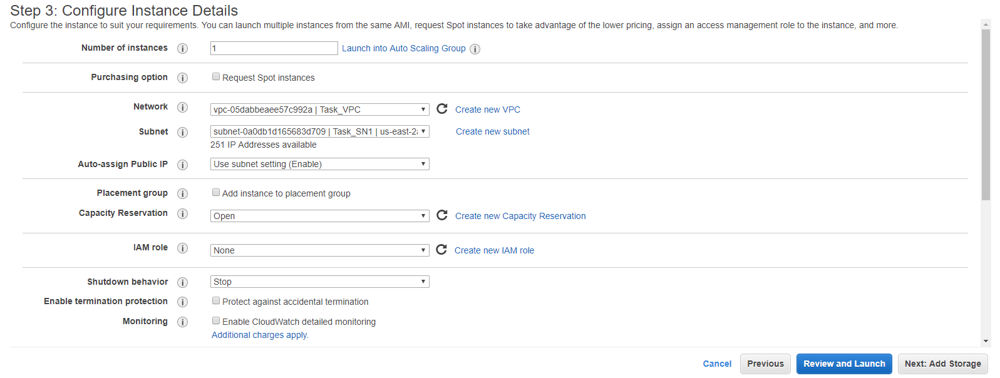 Step 3: Configure Instance Details
Configure the instance to suit your requirements. You can launch multiple instances from the same AMI, request Spot instances to take advantage of the lower pricing, assign an access management role to the instance, and more.
Number of instances i 1 Launch into Auto Scaling Group i
Purchasing option i Request Spot instances
Network i vpc-05dabbeaee57c992a | Task_VPC Create new VPC
Subnet i subnet-0a0db1d165683d709 | Task_SN1 | us-east-2a Create new subnet
251 IP Addresses available
Auto-assign Public IP i Use subnet setting (Enable)
Placement group i Add instance to placement group
Capacity Reservation i Open Create new Capacity Reservation
IAM role i None Create new IAM role
Shutdown behavior i Stop
Enable termination protection i Protect against accidental termination
Monitoring i Enable CloudWatch detailed monitoring
Additional charges apply.
Cancel Previous Review and Launch Next: Add Storage